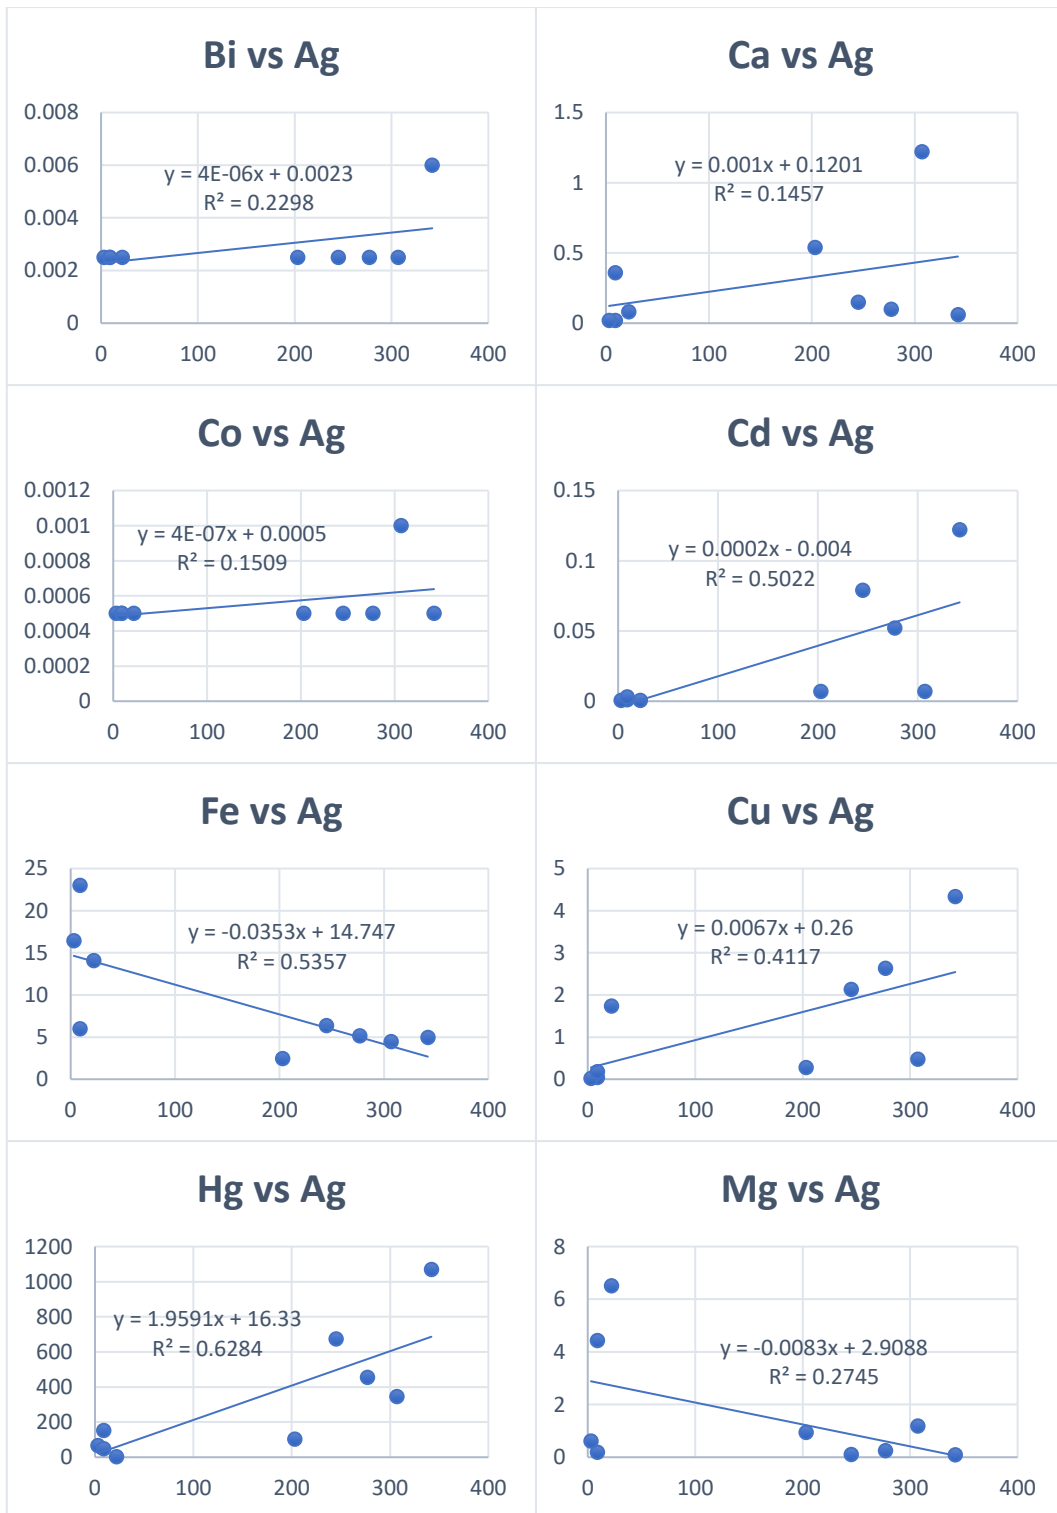 Bi vs Ag
0.008
0.006
0.004
0.002
0
y = 4E-06x + 0.0023
R² = 0.2298
0 100 200 300 400
Ca vs Ag
1.5
1
0.5
0
y = 0.001x + 0.1201
R² = 0.1457
0 100 200 300 400
Co vs Ag
0.0012
0.001
0.0008
0.0006
0.0004
0.0002
0
y = 4E-07x + 0.0005
R² = 0.1509
0 100 200 300 400
Cd vs Ag
0.15
0.1
0.05
0
y = 0.0002x - 0.004
R² = 0.5022
0 100 200 300 400
Fe vs Ag
25
20
15
10
5
0
y = -0.0353x + 14.747
R² = 0.5357
0 100 200 300 400
Cu vs Ag
5
4
3
2
1
0
y = 0.0067x + 0.26
R² = 0.4117
0 100 200 300 400
Hg vs Ag
1200
1000
800
600
400
200
0
y = 1.9591x + 16.33
R² = 0.6284
0 100 200 300 400
Mg vs Ag
8
6
4
2
0
y = -0.0083x + 2.9088
R² = 0.2745
0 100 200 300 400